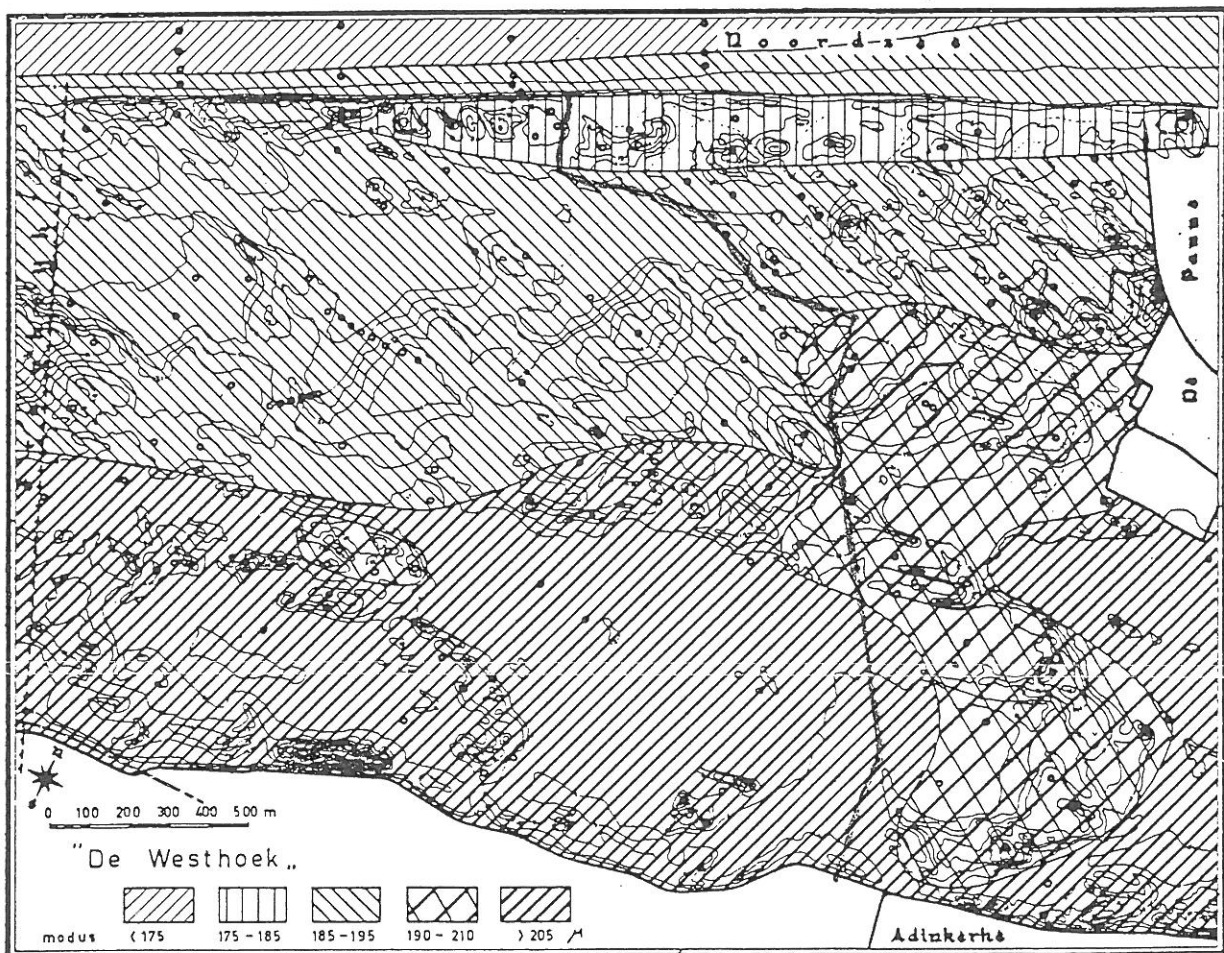 Noordzee
De Panne
N
S
0 100 200 300 400 500 m
"De Westhoek„
modus <175 175-185 185-195 190-210 >205 μ
Adinkerke